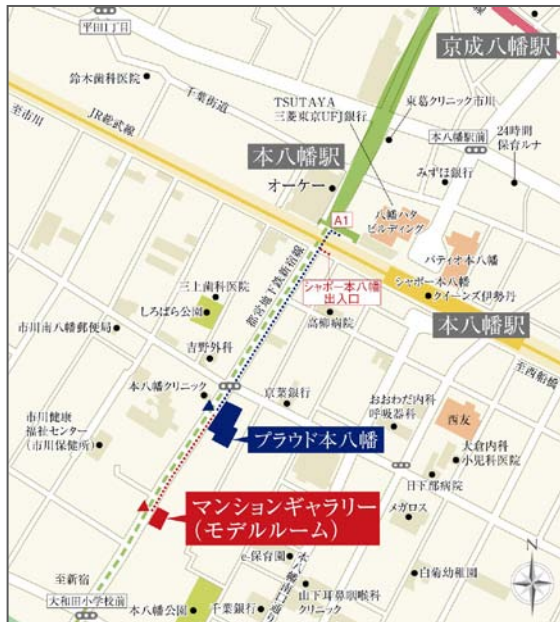 平田1丁目
京成八幡駅
鈴木歯科医院
千葉街道
TSUTAYA
三菱東京UFJ銀行
東葛クリニック市川
至市川
JR総武線
本八幡駅前
24時間
保育ルナ
本八幡駅
みずほ銀行
オーケー
A1
八幡ハタ
ビルディング
パティオ本八幡
都営地下鉄新宿線
シャポー本八幡
出入口
シャポー本八幡
クイーンズ伊勢丹
三上歯科医院
しろばら公園
高柳病院
本八幡駅
市川南八幡郵便局
吉野外科
至西船橋
本八幡クリニック
京葉銀行
おおわだ内科
呼吸器科
西友
市川健康
福祉センター
(市川保健所)
プラウド本八幡
大倉内科
小児科医院
日下部病院
マンションギャラリー
(モデルルーム)
メガロス
e-保育園
本八幡南口通り
白菊幼稚園
至新宿
大和田小学校前
本八幡公園
千葉銀行
山下耳鼻咽喉科
クリニック
N